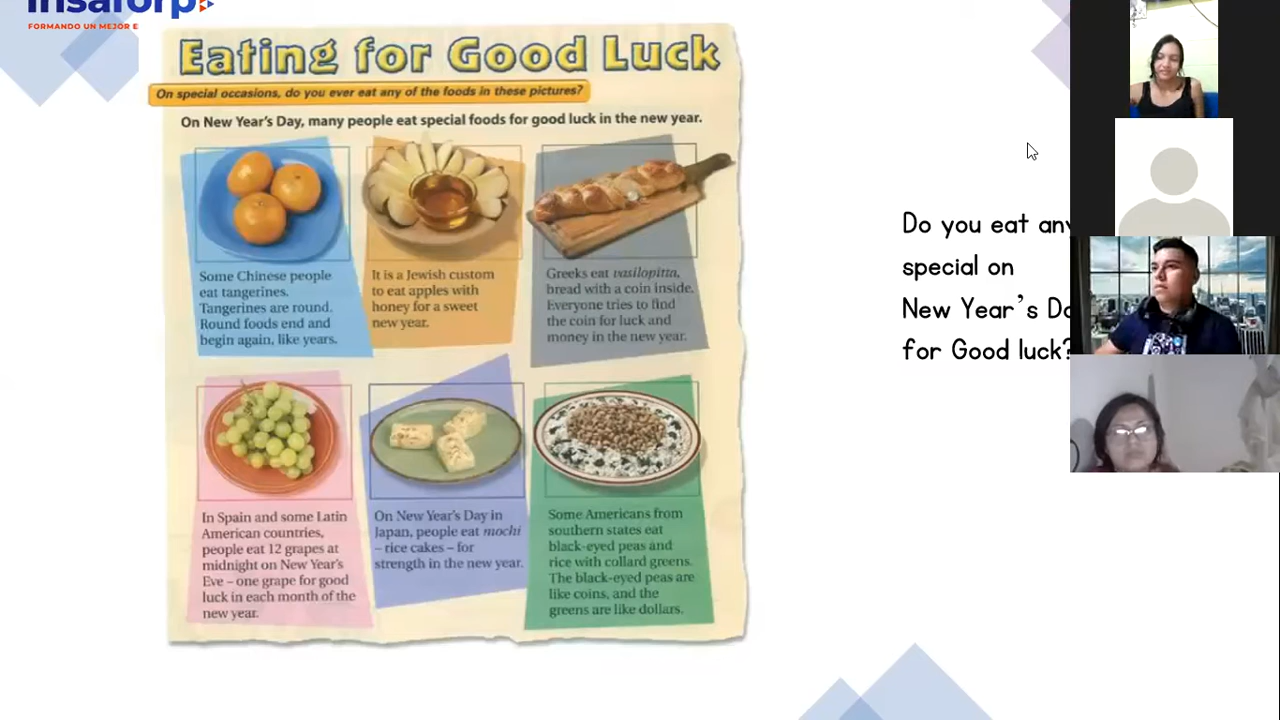 insaforp
FORMANDO UN MEJOR E
Eating for Good Luck
On special occasions, do you ever eat any of the foods in these pictures?
On New Year's Day, many people eat special foods for good luck in the new year.
Some Chinese people
eat tangerines.
Tangerines are round.
Round foods end and
begin again, like years.
It is a Jewish custom
to eat apples with
honey for a sweet
new year.
Greeks eat vasilopitta,
bread with a coin inside.
Everyone tries to find
the coin for luck and
money in the new year.
In Spain and some Latin
American countries,
people eat 12 grapes at
midnight on New Year's
Eve – one grape for good
luck in each month of the
new year.
On New Year's Day in
Japan, people eat mochi
– rice cakes – for
strength in the new year.
Some Americans from
southern states eat
black-eyed peas and
rice with collard greens.
The black-eyed peas are
like coins, and the
greens are like dollars.
Do you eat any
special on
New Year's Da
for Good luck?